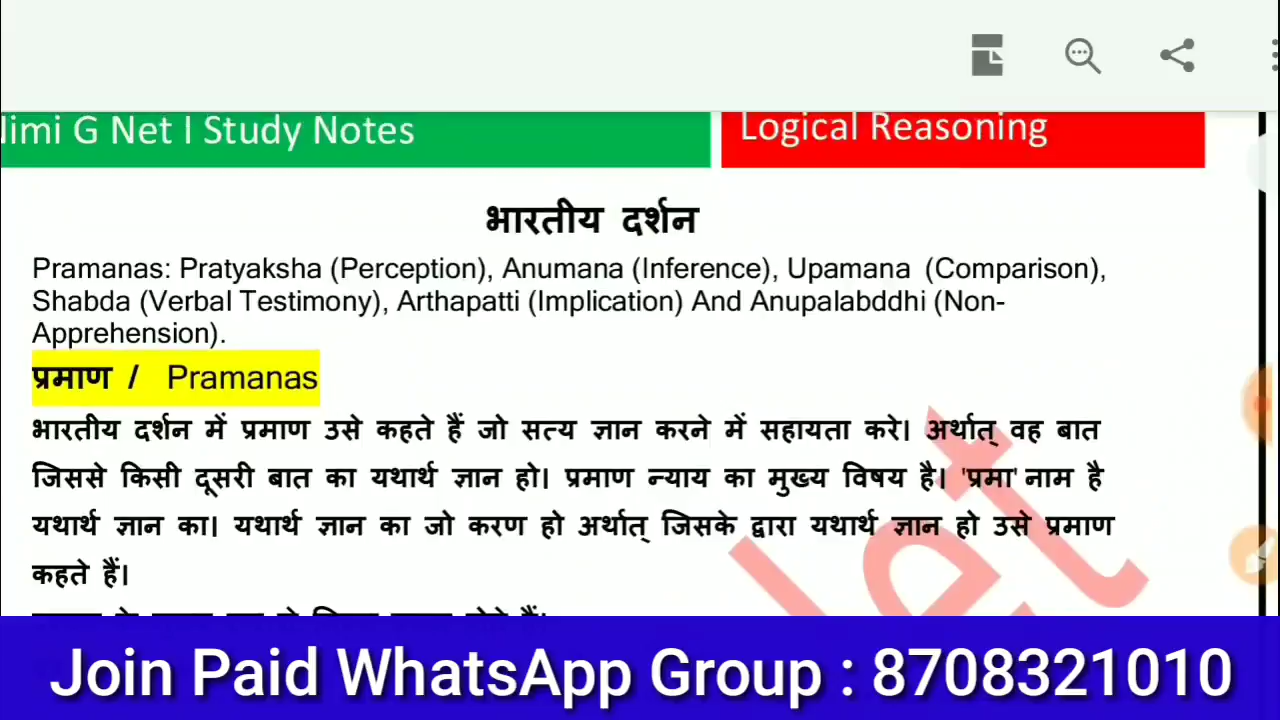 Nimi G Net I Study Notes
Logical Reasoning
भारतीय दर्शन
Pramanas: Pratyaksha (Perception), Anumana (Inference), Upamana (Comparison),
Shabda (Verbal Testimony), Arthapatti (Implication) And Anupalabddhi (Non-
Apprehension).
प्रमाण / Pramanas
भारतीय दर्शन में प्रमाण उसे कहते हैं जो सत्य ज्ञान करने में सहायता करे। अर्थात् वह बात
जिससे किसी दूसरी बात का यथार्थ ज्ञान हो। प्रमाण न्याय का मुख्य विषय है। 'प्रमा' नाम है
यथार्थ ज्ञान का। यथार्थ ज्ञान का जो करण हो अर्थात् जिसके द्वारा यथार्थ ज्ञान हो उसे प्रमाण
कहते हैं।
Join Paid WhatsApp Group : 8708321010